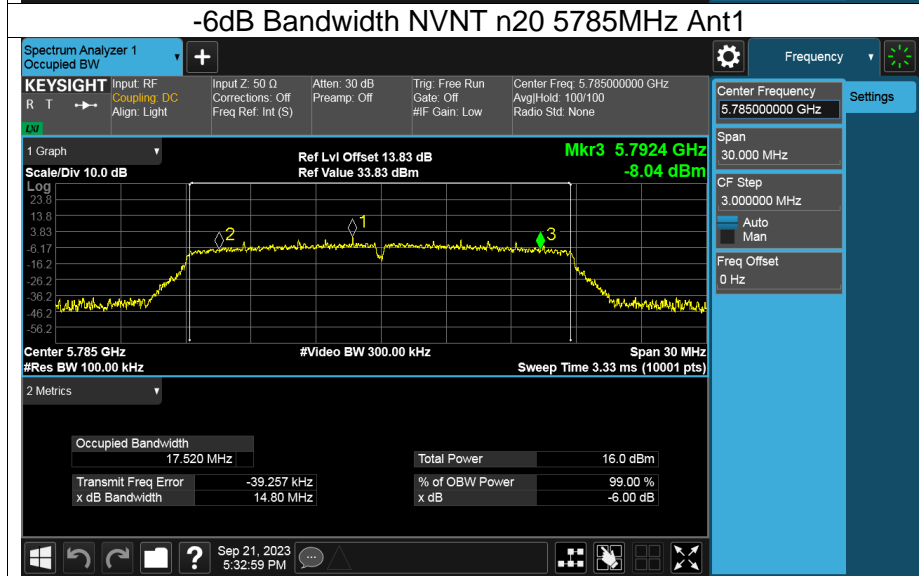 -6dB Bandwidth NVNT n20 5785MHz Ant1
Spectrum Analyzer 1
Occupied BW
Frequency
KEYSIGHT
R T
LXI
Input: RF
Coupling: DC
Align: Light
Input Z: 50 Ω
Corrections: Off
Freq Ref: Int (S)
Atten: 30 dB
Preamp: Off
Trig: Free Run
Gate: Off
#IF Gain: Low
Center Freq: 5.785000000 GHz
Avg|Hold: 100/100
Radio Std: None
Center Frequency
5.785000000 GHz
Settings
Span
30.000 MHz
CF Step
3.000000 MHz
Auto
Man
Freq Offset
0 Hz
1 Graph
Scale/Div 10.0 dB
Ref Lvl Offset 13.83 dB
Ref Value 33.83 dBm
Mkr3 5.7924 GHz
-8.04 dBm
Log
23.8
13.8
3.83
-6.17
-16.2
-26.2
-36.2
-46.2
-56.2
2
1
3
Center 5.785 GHz
#Res BW 100.00 kHz
#Video BW 300.00 kHz
Span 30 MHz
Sweep Time 3.33 ms (10001 pts)
2 Metrics
Occupied Bandwidth
17.520 MHz
Transmit Freq Error -39.257 kHz
x dB Bandwidth 14.80 MHz
Total Power 16.0 dBm
% of OBW Power 99.00 %
x dB -6.00 dB
Sep 21, 2023
5:32:59 PM